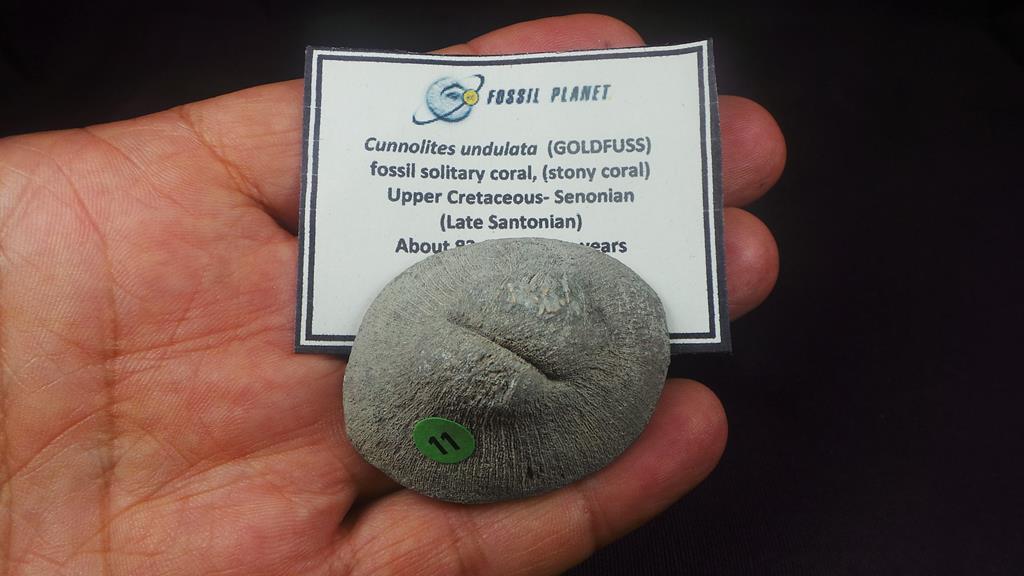 FOSSIL PLANET
Cunnolites undulata (GOLDFUSS)
fossil solitary coral, (stony coral)
Upper Cretaceous- Senonian
(Late Santonian)
About years
11